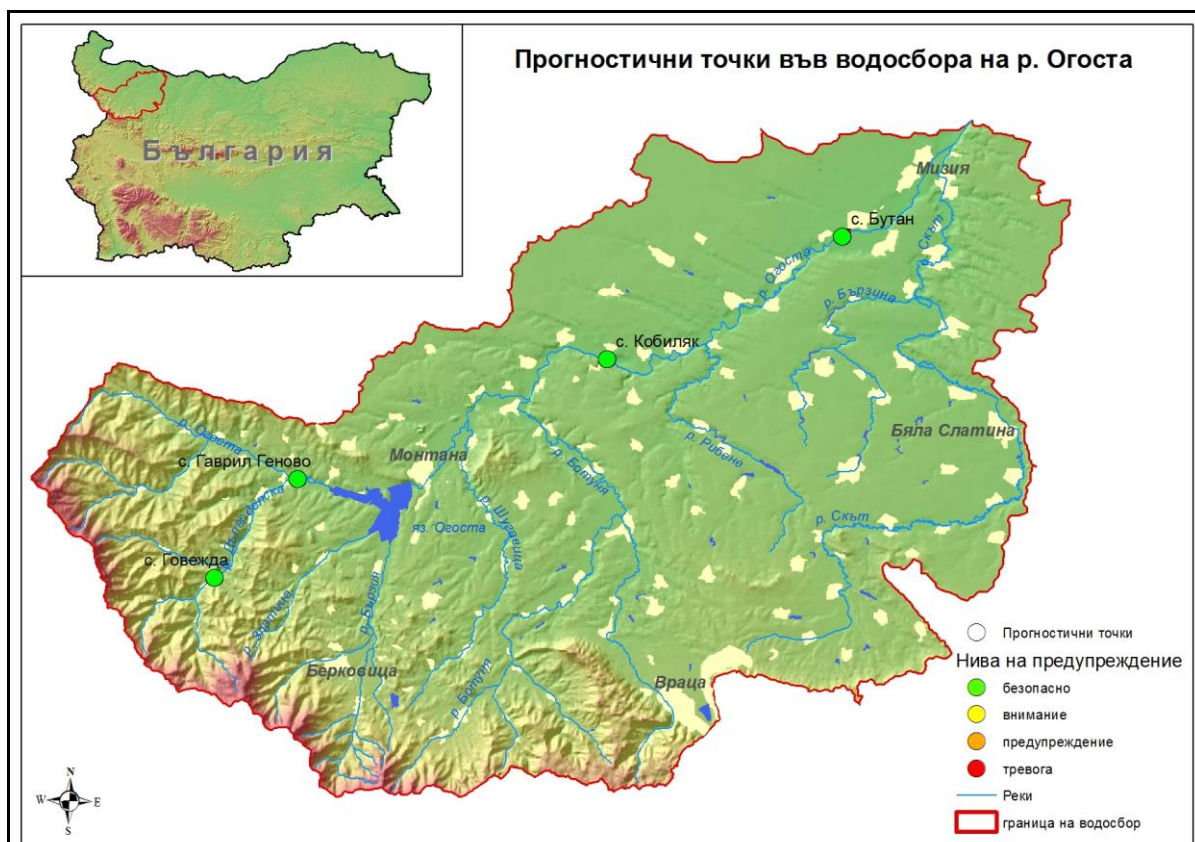 Прогностични точки във водосбора на р. Огоста
България
Мизия
с. Бутан
р. Скът
р. Огоста
р. Бързина
с. Кобиляк
Бяла Слатина
р. Огоста
Монтана
р. Рибене
с. Гаврил Геново
р. Ботуня
р. Шугавица
яз. Огоста
р. Скът
с. Говежда
р. Златица
р. Бързия
Берковица
р. Ботуня
Враца
Прогностични точки
Нива на предупреждение
безопасно
внимание
предупреждение
тревога
Реки
граница на водосбор
N
W
E
S